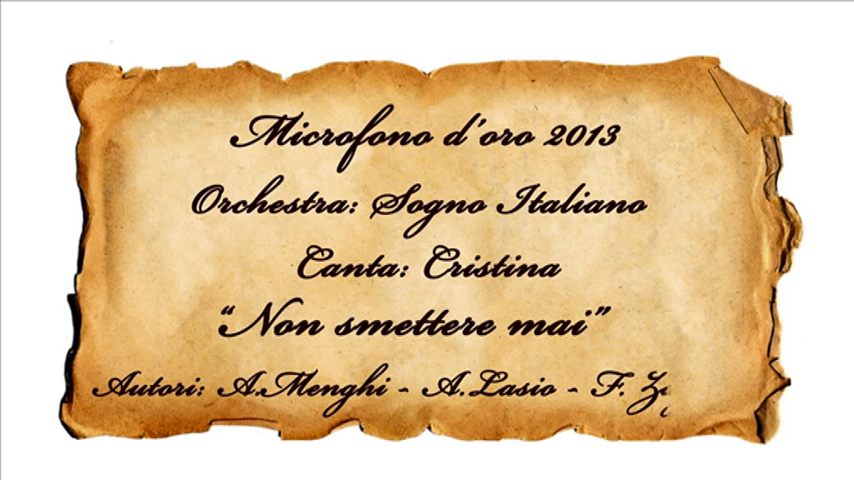 Microfono d'oro 2013
Orchestra: Sogno Italiano
Canta: Cristina
“Non smettere mai”
Autori: A.Menghi - A.Lasio - F.